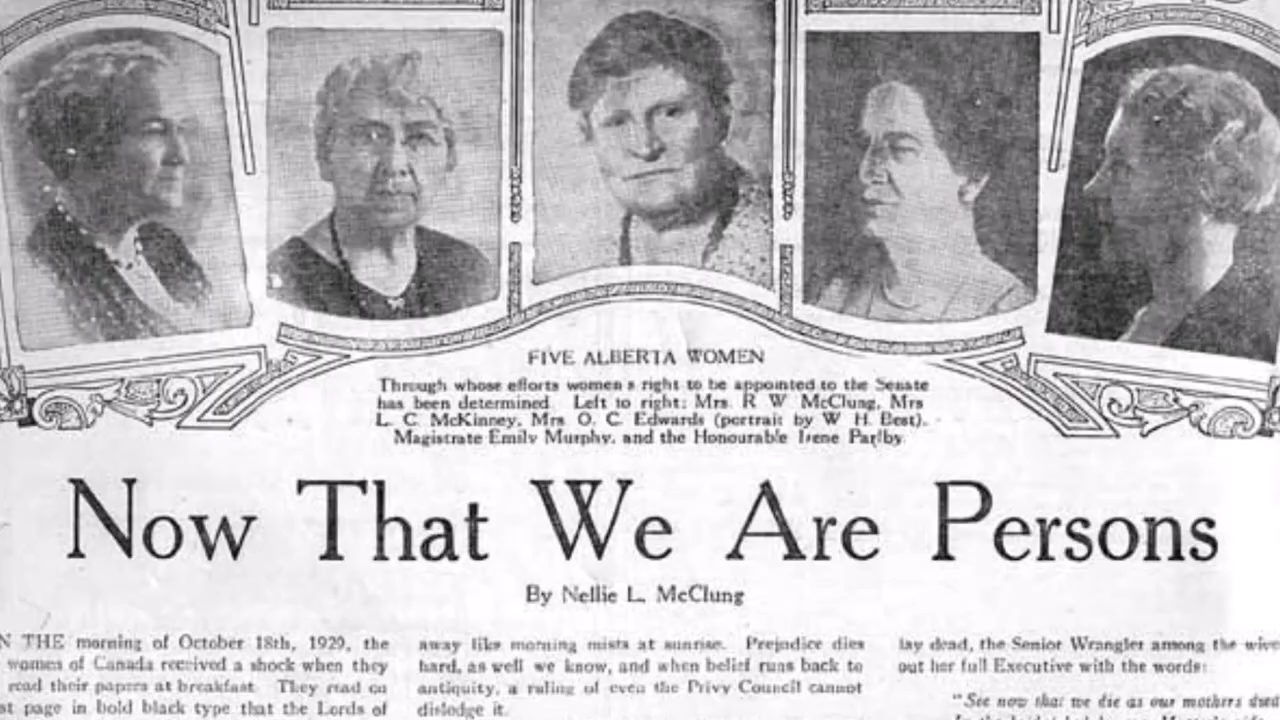 FIVE ALBERTA WOMEN
Through whose efforts women s right to be appointed to the Senate
has been determined. Left to right: Mrs. R W McClung, Mrs
L. C. McKinney, Mrs O. C. Edwards (portrait by W H. Best),
Magistrate Emily Murphy, and the Honourable Irene Parlby.
Now That We Are Persons
By Nellie L. McClung
N THE morning of October 18th, 1929, the
women of Canada received a shock when they
read their papers at breakfast. They read on
st page in bold black type that the Lords of
away like morning mists at sunrise. Prejudice dies
hard, as well we know, and when belief runs back to
antiquity, a ruling of even the Privy Council cannot
dislodge it.
lay dead, the Senior Wrangler among the wive
out her full Executive with the words:
"See now that we die as our mothers died